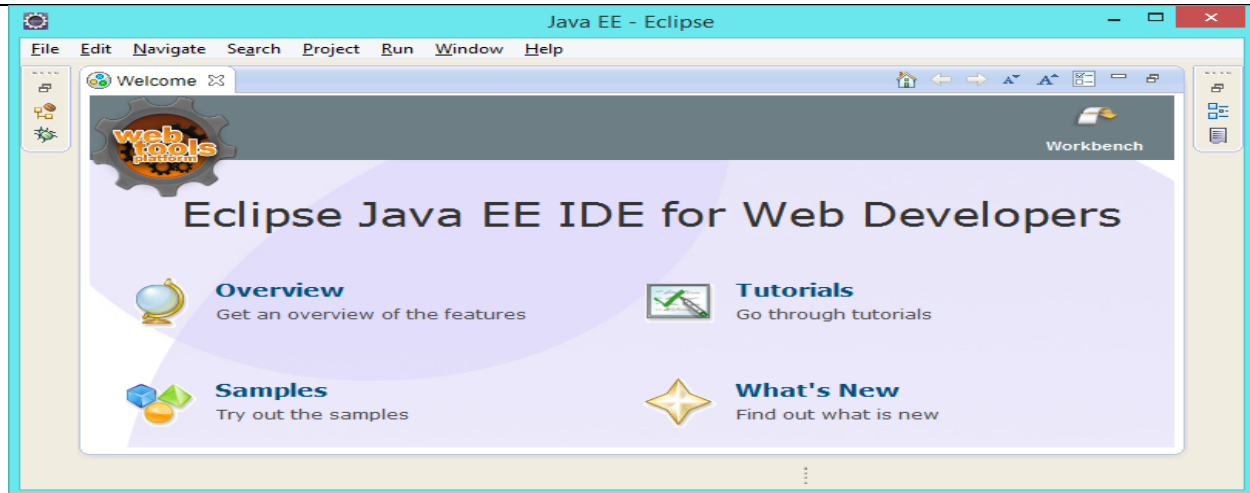 Java EE - Eclipse
File Edit Navigate Search Project Run Window Help
Welcome
web
tools
platform
Workbench
Eclipse Java EE IDE for Web Developers
Overview
Get an overview of the features
Tutorials
Go through tutorials
Samples
Try out the samples
What's New
Find out what is new